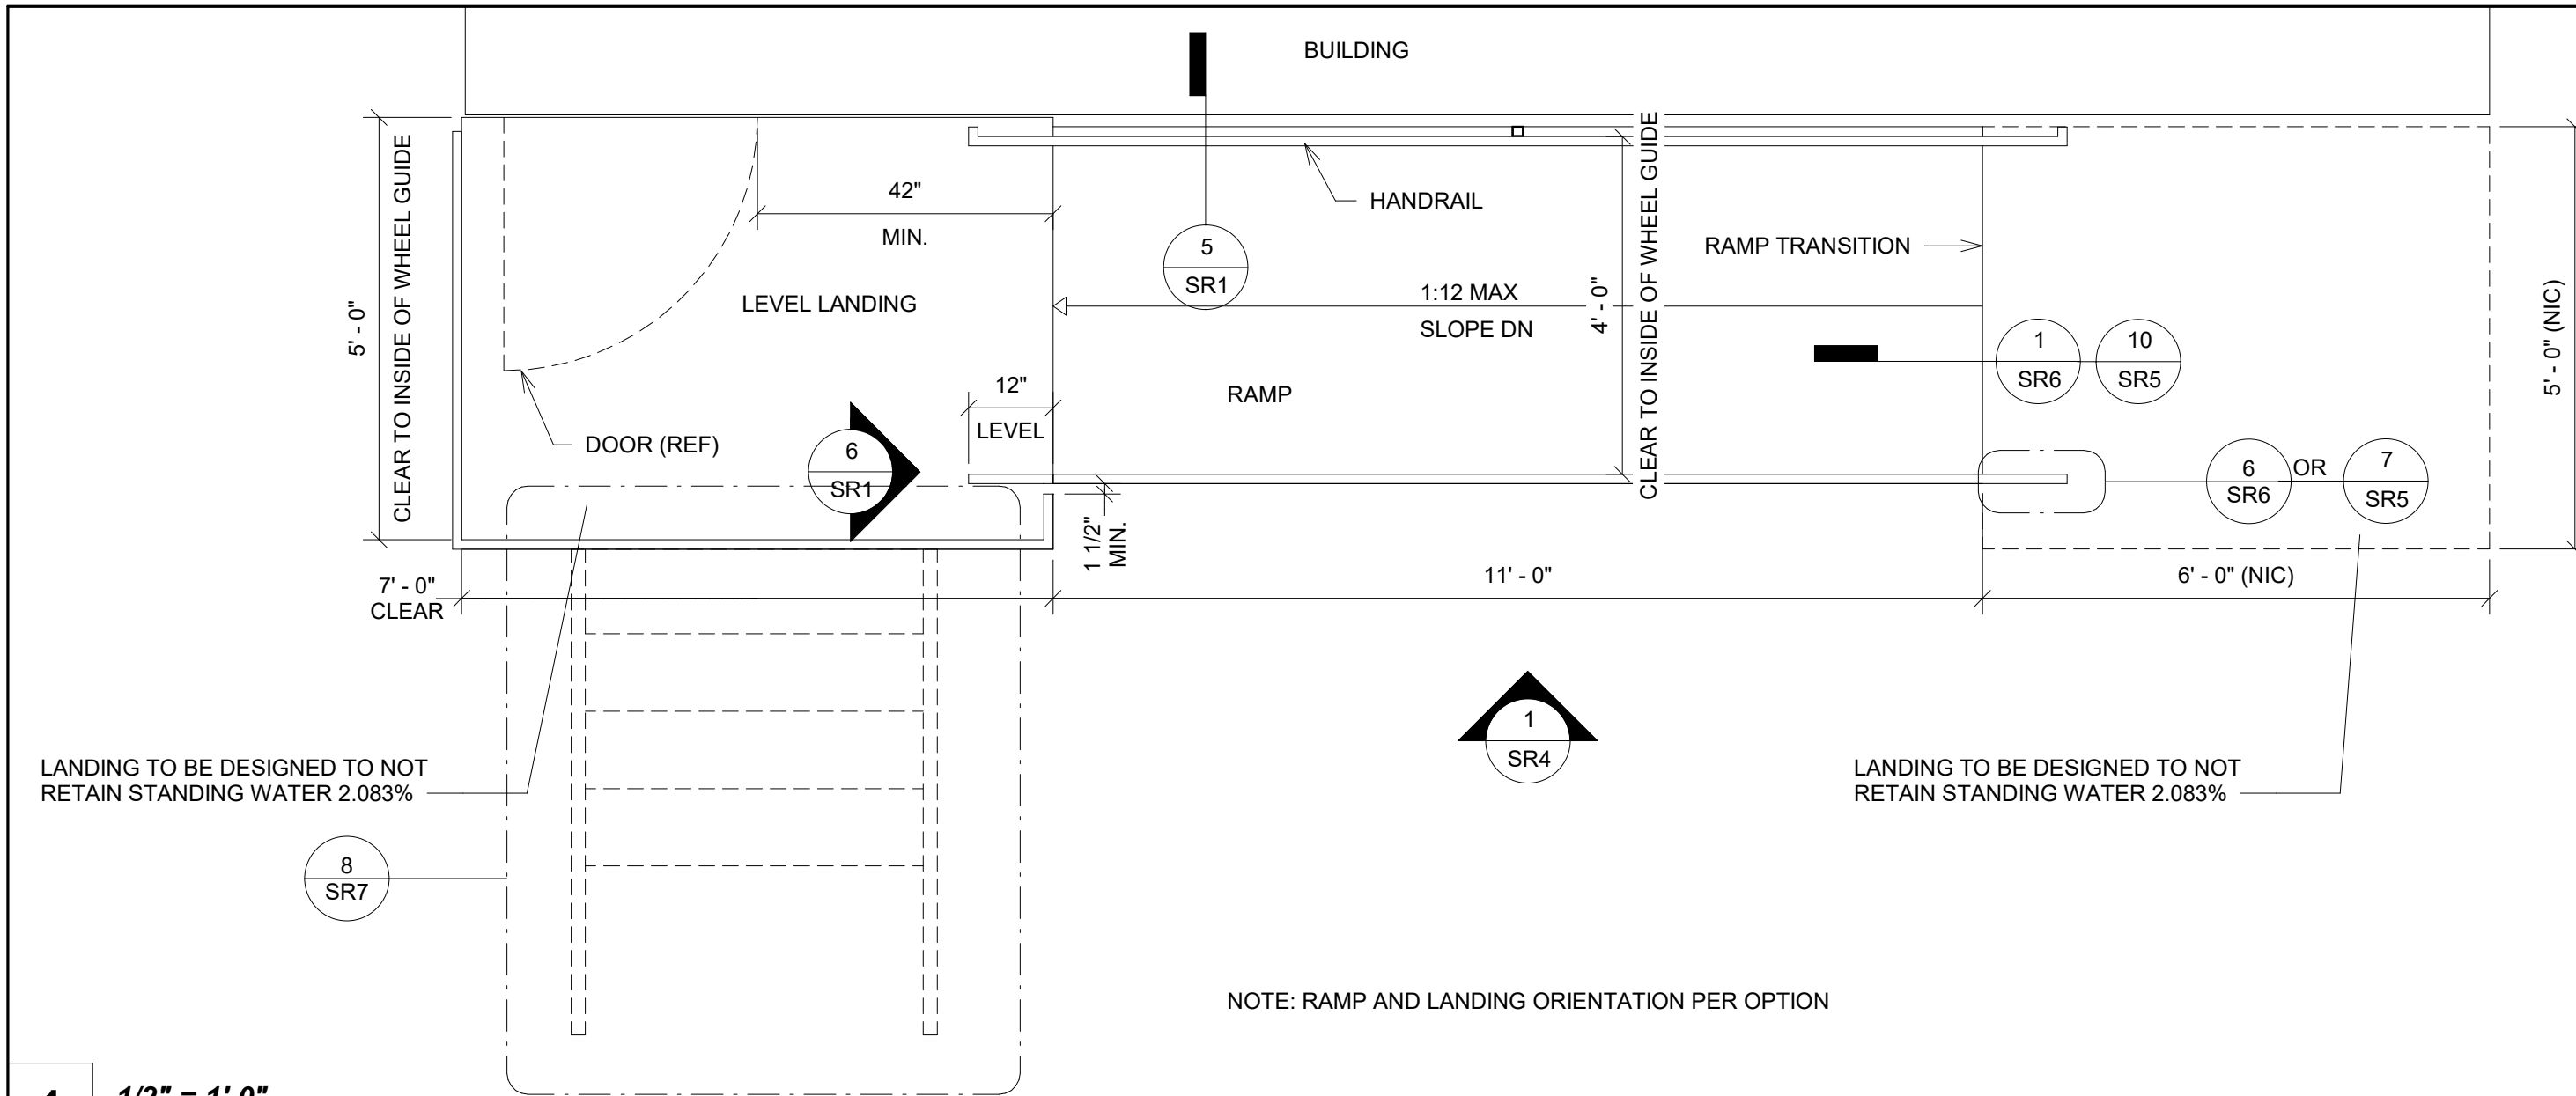 BUILDING
CLEAR TO INSIDE OF WHEEL GUIDE
5' - 0"
42"
MIN.
HANDRAIL
5
SR1
LEVEL LANDING
1:12 MAX
SLOPE DN
4' - 0"
CLEAR TO INSIDE OF WHEEL GUIDE
RAMP TRANSITION
5' - 0" (NIC)
1
SR6
10
SR5
12"
LEVEL
RAMP
DOOR (REF)
6
SR1
6
SR6
OR
7
SR5
1 1/2"
MIN.
7' - 0"
CLEAR
11' - 0"
6' - 0" (NIC)
1
SR4
LANDING TO BE DESIGNED TO NOT
RETAIN STANDING WATER 2.083%
LANDING TO BE DESIGNED TO NOT
RETAIN STANDING WATER 2.083%
8
SR7
NOTE: RAMP AND LANDING ORIENTATION PER OPTION
1/2" = 1'-0"